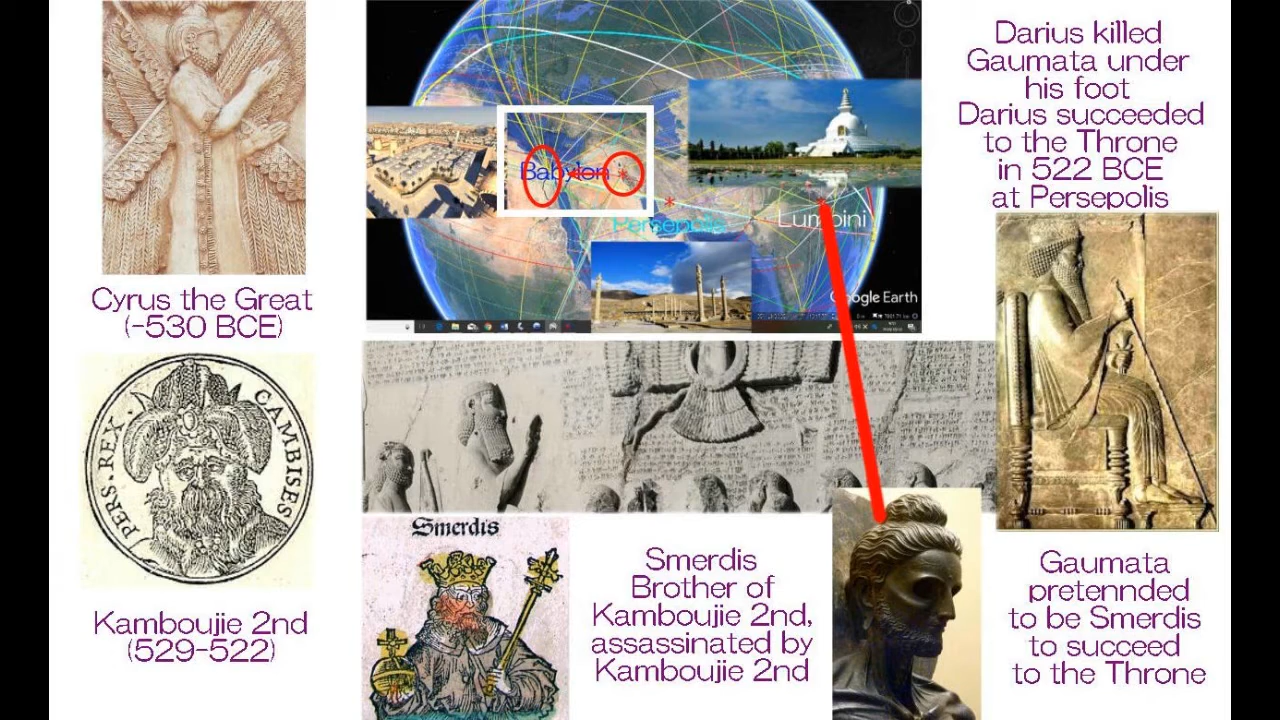 Cyrus the Great
(-530 BCE)
PERS. REX. CAMBISES
Kamboujie 2nd
(529-522)
Babylon
Persepolis
Lumbini
Google Earth
Smerdis
Smerdis
Brother of
Kamboujie 2nd,
assassinated by
Kamboujie 2nd
Darius killed
Gaumata under
his foot
Darius succeeded
to the Throne
in 522 BCE
at Persepolis
Gaumata
pretennded
to be Smerdis
to succeed
to the Throne